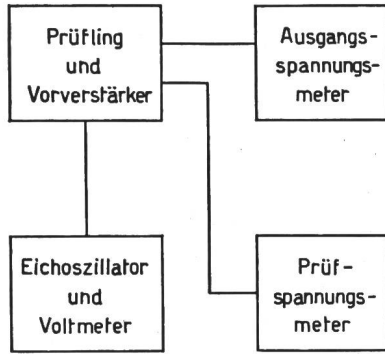 Prüfling
und
Vorverstärker
Ausgangs-
spannungs-
meter
Eichoszillator
und
Voltmeter
Prüf-
spannungs-
meter